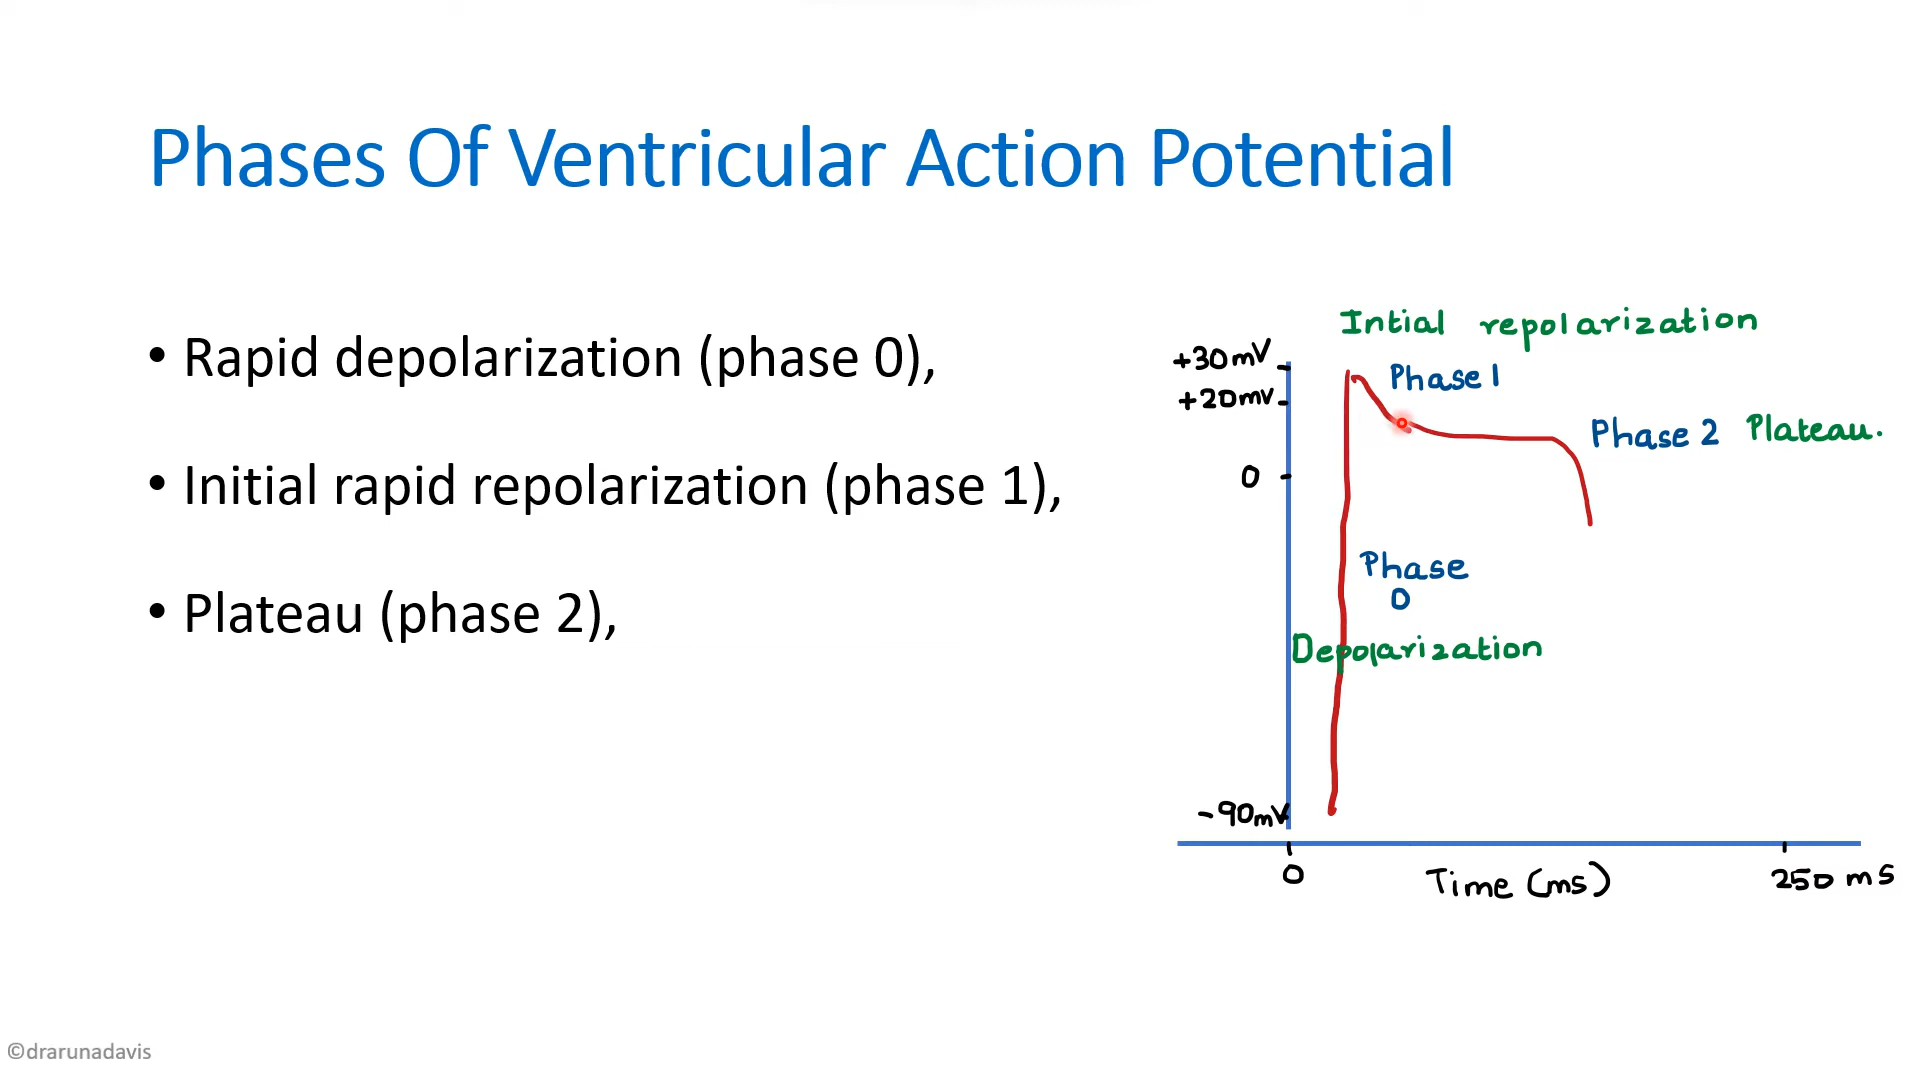 Phases Of Ventricular Action Potential
• Rapid depolarization (phase 0),
• Initial rapid repolarization (phase 1),
• Plateau (phase 2),
Intial repolarization
+30mV
Phase 1
+20mV
Phase 2 Plateau.
0
Phase
0
Depolarization
-90mV
0 Time (ms) 250 ms
©drarunadavis